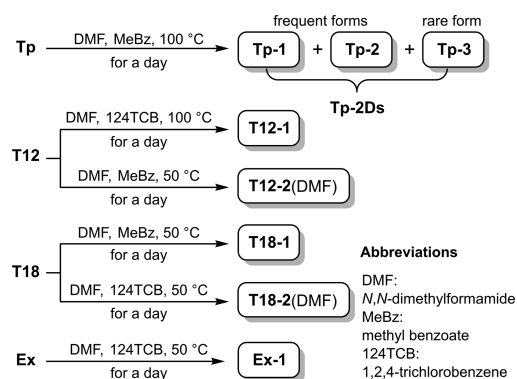 frequent forms rare form
Tp DMF, MeBz, 100 °C Tp-1 + Tp-2 + Tp-3
for a day
Tp-2Ds
DMF, 124TCB, 100 °C T12-1
for a day
T12
DMF, MeBz, 50 °C T12-2(DMF)
for a day
DMF, MeBz, 50 °C T18-1
for a day
T18
DMF, 124TCB, 50 °C T18-2(DMF)
for a day
Ex DMF, 124TCB, 50 °C Ex-1
for a day
Abbreviations
DMF:
N,N-dimethylformamide
MeBz:
methyl benzoate
124TCB:
1,2,4-trichlorobenzene